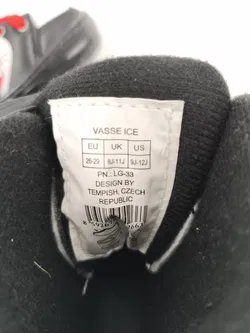 VASSE ICE
EU UK US
26-29 8J-11J 9J-12J
PN.: LG-33
DESIGN BY
TEMPISH, CZECH
REPUBLIC